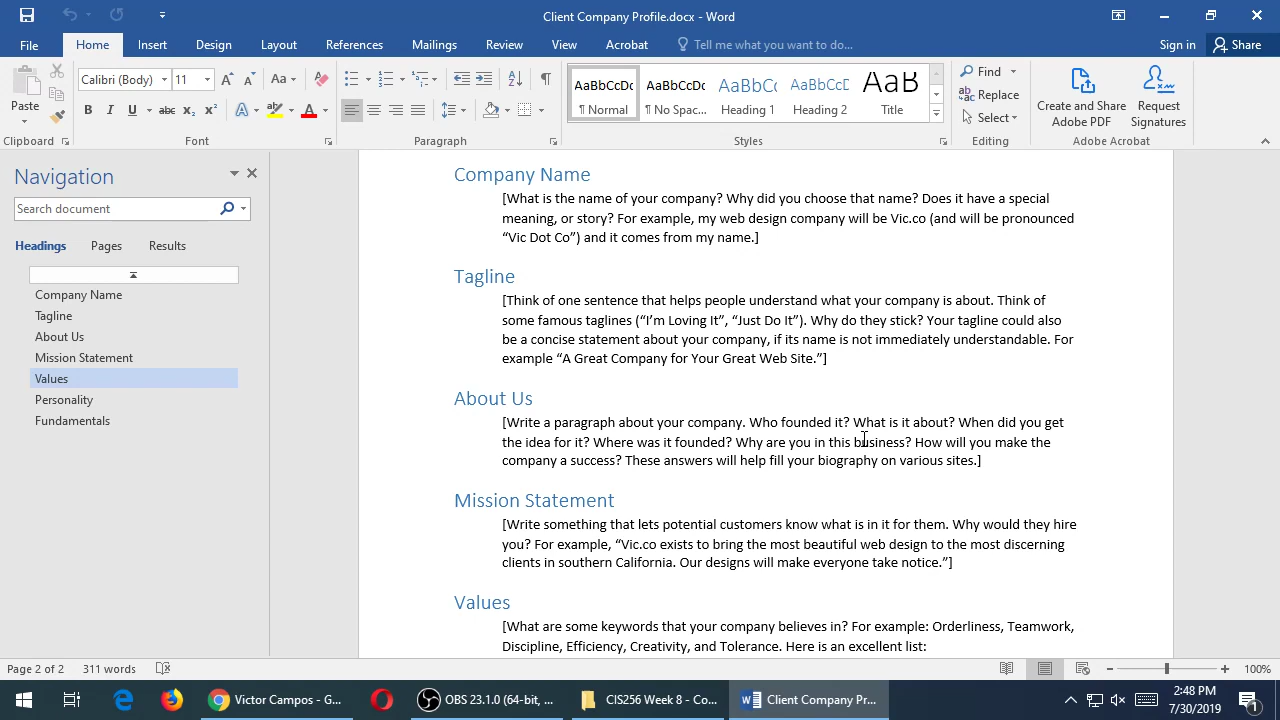 Client Company Profile.docx - Word
File Home Insert Design Layout References Mailings Review View Acrobat Tell me what you want to do... Sign in Share
Paste
Clipboard
Calibri (Body) 11
Aa
B I U abc x₂ x² A A
Font
Paragraph
AaBbCcDc AaBbCcDc AaBbCc AaBbCcD AaB
¶ Normal ¶ No Spac... Heading 1 Heading 2 Title
Styles
Find
Replace
Select
Editing
Create and Share Adobe PDF
Request Signatures
Adobe Acrobat
Navigation
Search document
Headings Pages Results
Company Name
Tagline
About Us
Mission Statement
Values
Personality
Fundamentals
Company Name
[What is the name of your company? Why did you choose that name? Does it have a special
meaning, or story? For example, my web design company will be Vic.co (and will be pronounced
“Vic Dot Co”) and it comes from my name.]
Tagline
[Think of one sentence that helps people understand what your company is about. Think of
some famous taglines (“I’m Loving It”, “Just Do It”). Why do they stick? Your tagline could also
be a concise statement about your company, if its name is not immediately understandable. For
example “A Great Company for Your Great Web Site.”]
About Us
[Write a paragraph about your company. Who founded it? What is it about? When did you get
the idea for it? Where was it founded? Why are you in this business? How will you make the
company a success? These answers will help fill your biography on various sites.]
Mission Statement
[Write something that lets potential customers know what is in it for them. Why would they hire
you? For example, “Vic.co exists to bring the most beautiful web design to the most discerning
clients in southern California. Our designs will make everyone take notice.”]
Values
[What are some keywords that your company believes in? For example: Orderliness, Teamwork,
Discipline, Efficiency, Creativity, and Tolerance. Here is an excellent list:
Page 2 of 2 311 words 100%
Victor Campos - G... OBS 23.1.0 (64-bit, ... CIS256 Week 8 - Co... Client Company Pr...
2:48 PM
7/30/2019
1